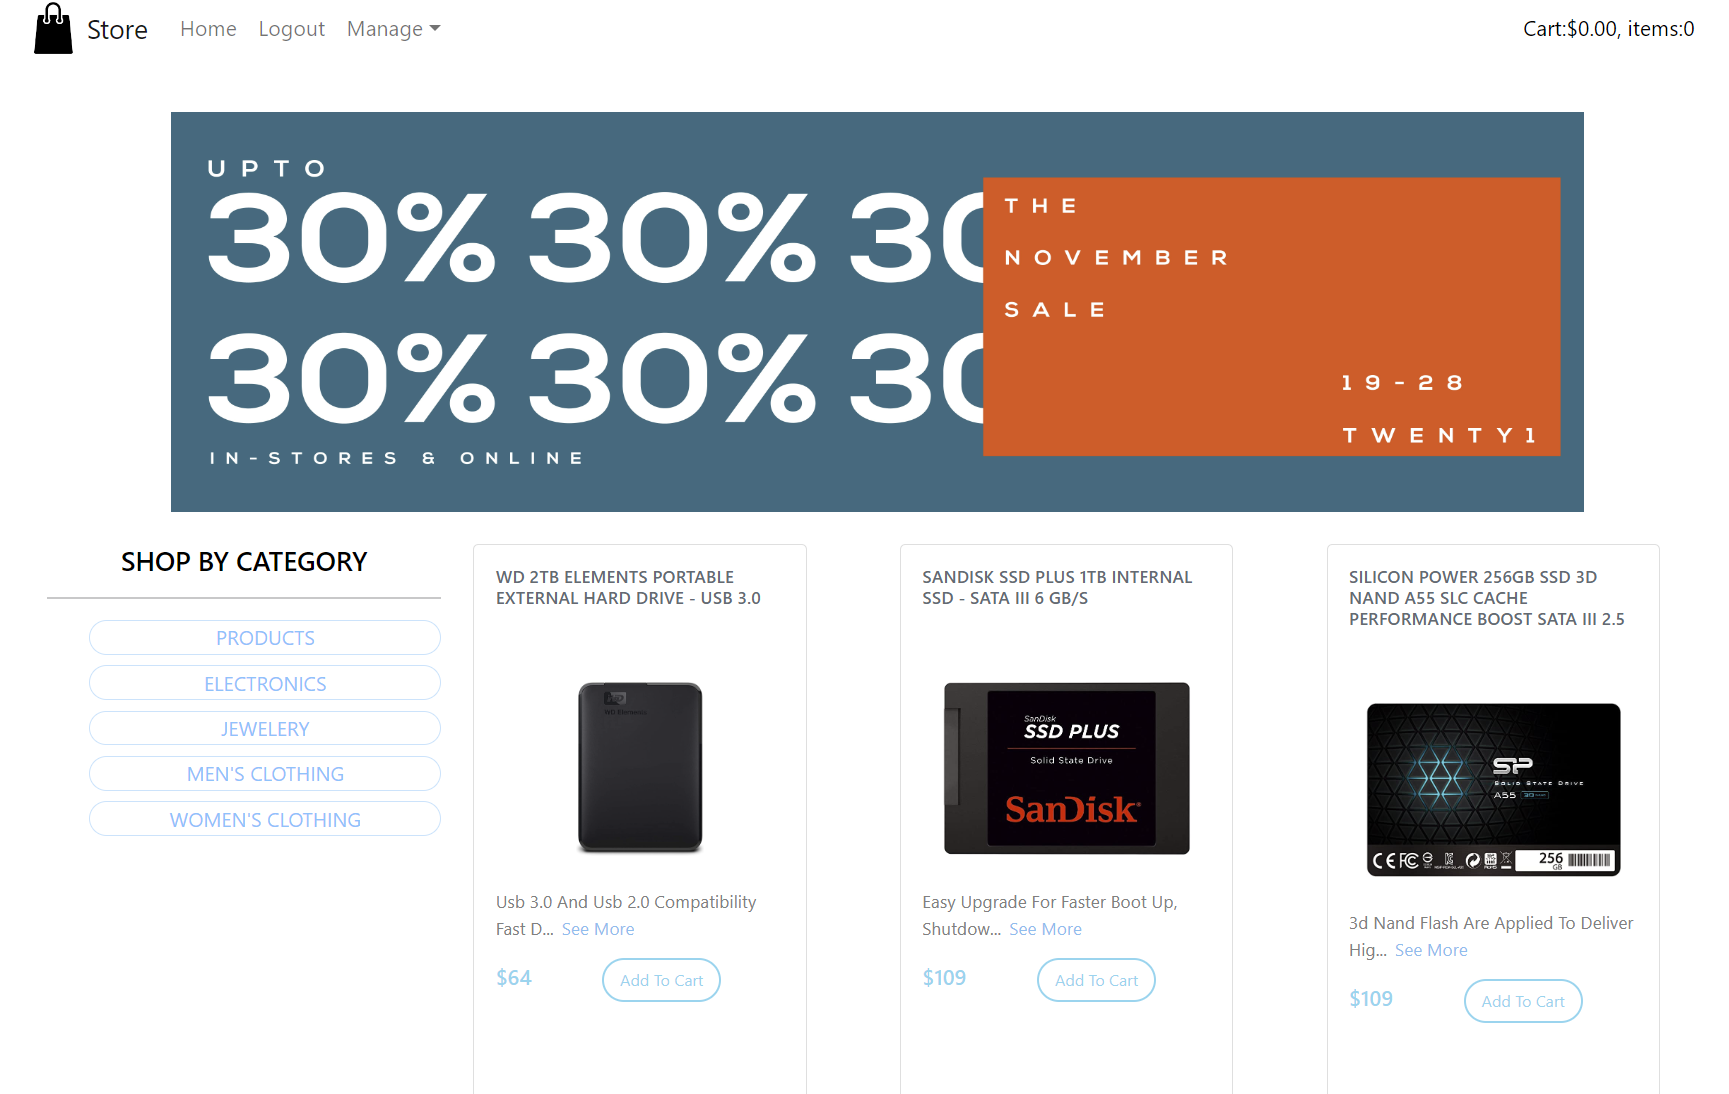 Store
Home
Logout
Manage
Cart:$0.00, items:0
UPTO
30% 30% 30
30% 30% 30
IN-STORES & ONLINE
THE
NOVEMBER
SALE
19-28
TWENTY1
SHOP BY CATEGORY
PRODUCTS
ELECTRONICS
JEWELERY
MEN'S CLOTHING
WOMEN'S CLOTHING
WD 2TB ELEMENTS PORTABLE
EXTERNAL HARD DRIVE - USB 3.0
WD Elements
Usb 3.0 And Usb 2.0 Compatibility
Fast D... See More
$64
Add To Cart
SANDISK SSD PLUS 1TB INTERNAL
SSD - SATA III 6 GB/S
SanDisk
SSD PLUS
Solid State Drive
SanDisk
Easy Upgrade For Faster Boot Up,
Shutdow... See More
$109
Add To Cart
SILICON POWER 256GB SSD 3D
NAND A55 SLC CACHE
PERFORMANCE BOOST SATA III 2.5
SP
SOLID STATE DRIVE
A55
256
GB
3d Nand Flash Are Applied To Deliver
Hig... See More
$109
Add To Cart